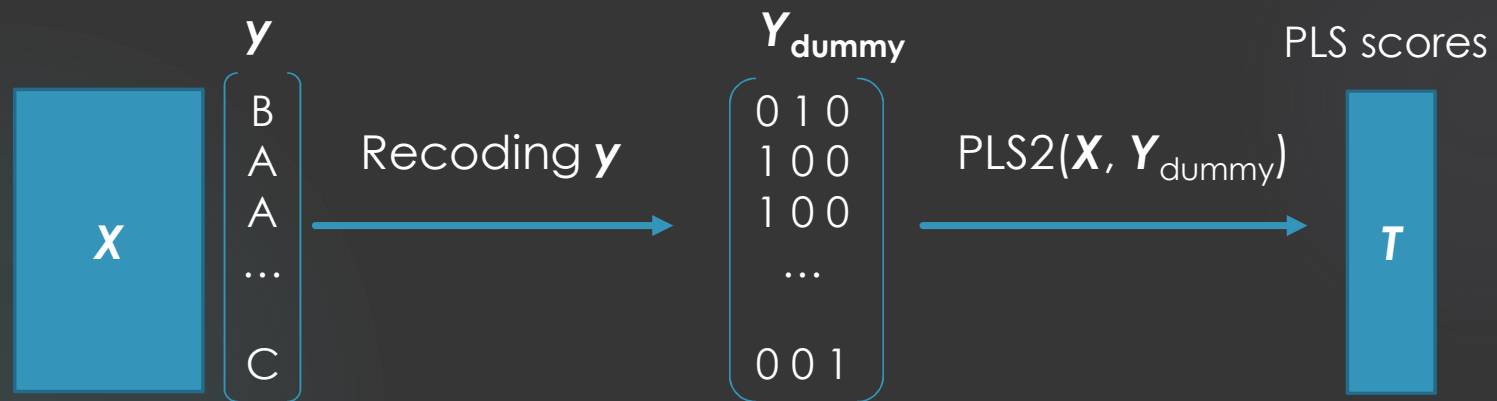 y
Y dummy
PLS scores
X
B
A
A
...
C
Recoding y
0 1 0
1 0 0
1 0 0
...
0 0 1
PLS2(X, Y dummy)
T